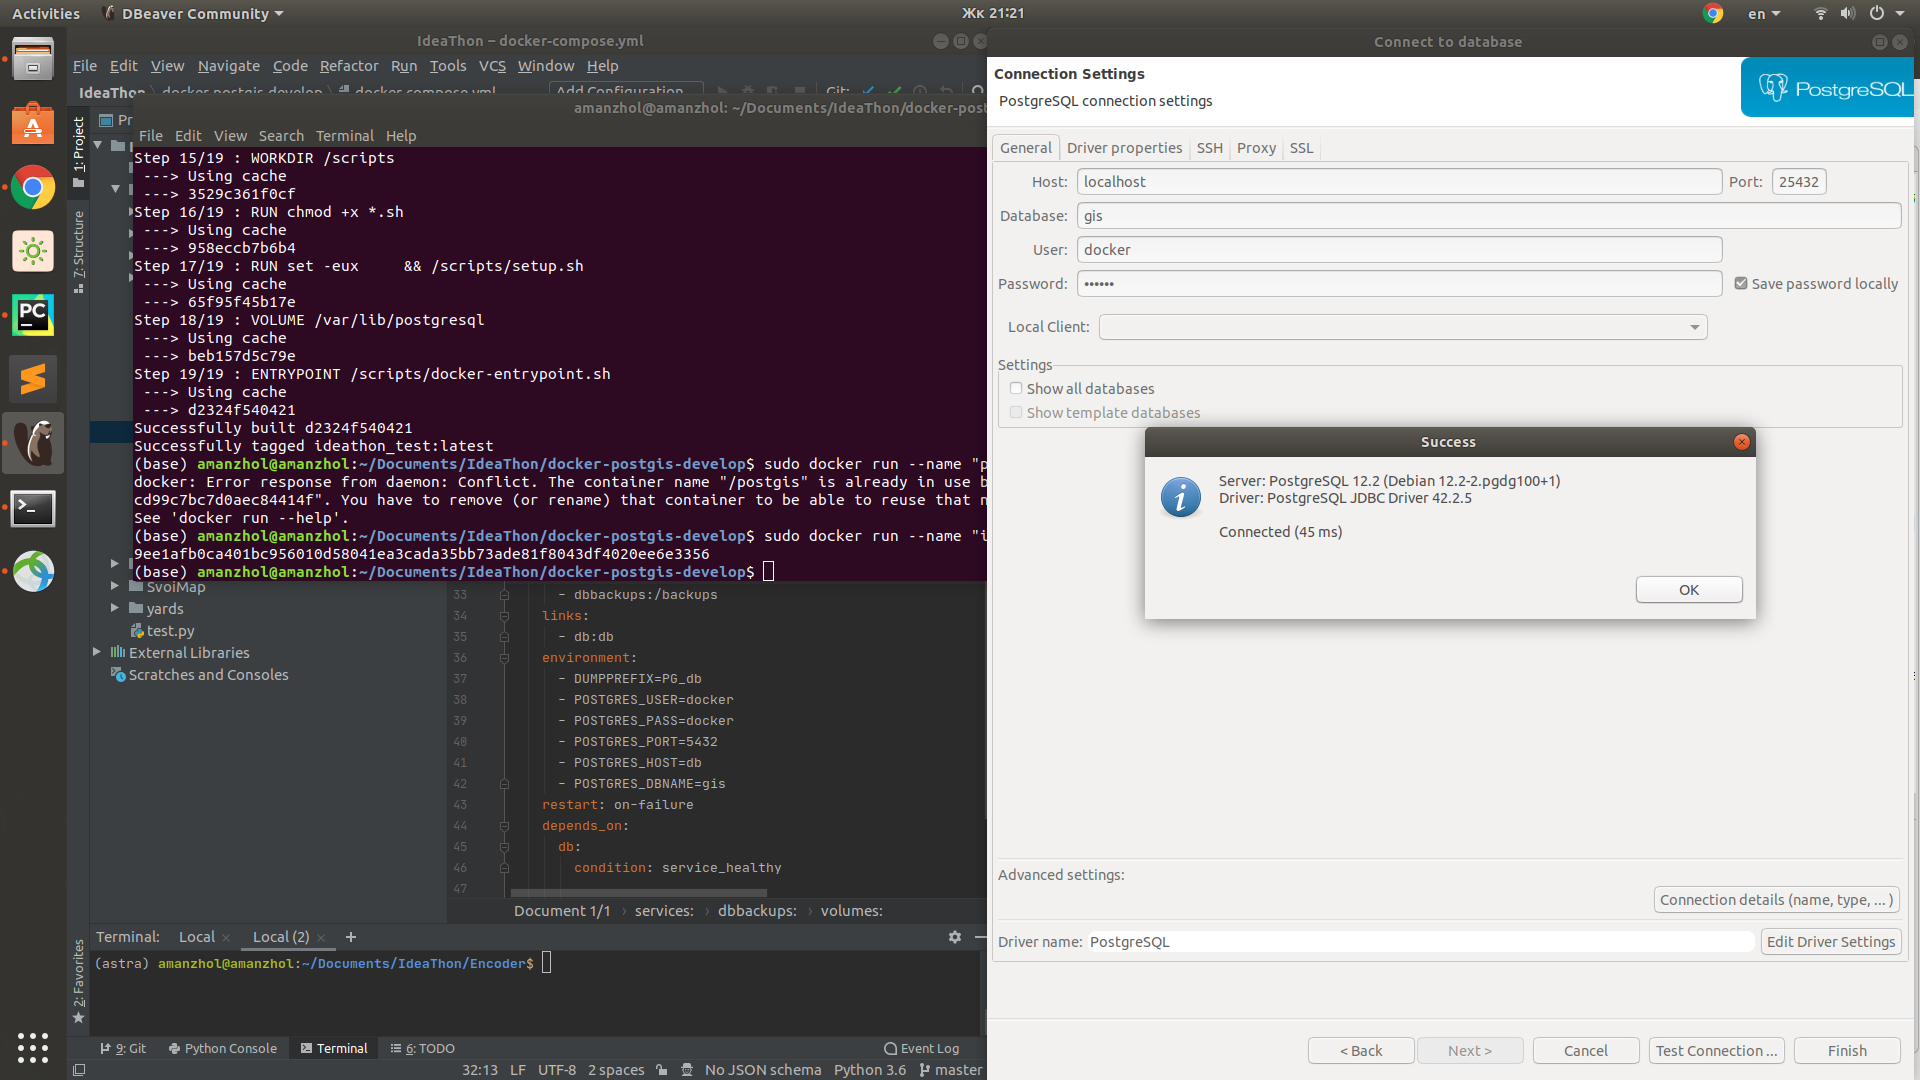 Activities
DBeaver Community
Жк 21:21
en
IdeaThon – docker-compose.yml
File Edit View Navigate Code Refactor Run Tools VCS Window Help
IdeaThon docker-postgis-develop docker-compose.yml Add Configuration... Git:
amanzhol@amanzhol: ~/Documents/IdeaThon/docker-post
File Edit View Search Terminal Help
1: Project
Pr
7: Structure
2: Favorites
Step 15/19 : WORKDIR /scripts
---> Using cache
---> 3529c361f0cf
Step 16/19 : RUN chmod +x *.sh
---> Using cache
---> 958eccb7b6b4
Step 17/19 : RUN set -eux     && /scripts/setup.sh
---> Using cache
---> 65f95f45b17e
Step 18/19 : VOLUME /var/lib/postgresql
---> Using cache
---> beb157d5c79e
Step 19/19 : ENTRYPOINT /scripts/docker-entrypoint.sh
---> Using cache
---> d2324f540421
Successfully built d2324f540421
Successfully tagged ideathon_test:latest
(base) amanzhol@amanzhol:~/Documents/IdeaThon/docker-postgis-develop$ sudo docker run --name "p
docker: Error response from daemon: Conflict. The container name "/postgis" is already in use b
cd99c7bc7d0aec84414f". You have to remove (or rename) that container to be able to reuse that n
See 'docker run --help'.
(base) amanzhol@amanzhol:~/Documents/IdeaThon/docker-postgis-develop$ sudo docker run --name "i
9ee1afb0ca401bc956010d58041ea3cada35bb73ade81f8043df4020ee6e3356
(base) amanzhol@amanzhol:~/Documents/IdeaThon/docker-postgis-develop$
SvoiMap
yards
test.py
External Libraries
Scratches and Consoles
33 - dbbackups:/backups
34 links:
35 - db:db
36 environment:
37 - DUMPPREFIX=PG_db
38 - POSTGRES_USER=docker
39 - POSTGRES_PASS=docker
40 - POSTGRES_PORT=5432
41 - POSTGRES_HOST=db
42 - POSTGRES_DBNAME=gis
43 restart: on-failure
44 depends_on:
45 db:
46 condition: service_healthy
47
Document 1/1 › services: › dbbackups: › volumes:
Terminal: Local × Local (2) × +
(astra) amanzhol@amanzhol:~/Documents/IdeaThon/Encoder$
9: Git Python Console Terminal 6: TODO Event Log
32:13 LF UTF-8 2 spaces No JSON schema Python 3.6 master
Connect to database
Connection Settings
PostgreSQL connection settings
PostgreSQL
General Driver properties SSH Proxy SSL
Host: localhost Port: 25432
Database: gis
User: docker
Password: •••••• Save password locally
Local Client:
Settings
Show all databases
Show template databases
Success
Server: PostgreSQL 12.2 (Debian 12.2-2.pgdg100+1)
Driver: PostgreSQL JDBC Driver 42.2.5
Connected (45 ms)
OK
Advanced settings:
Connection details (name, type, ... )
Driver name: PostgreSQL Edit Driver Settings
< Back Next > Cancel Test Connection ... Finish